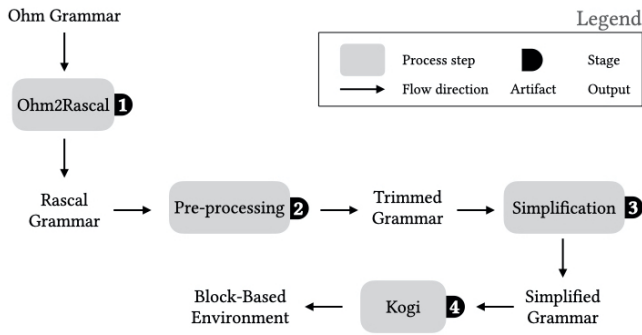 Ohm Grammar
Legend
Process step
Stage
Flow direction
Artifact
Output
Ohm2Rascal
1
Rascal
Grammar
Pre-processing
2
Trimmed
Grammar
Simplification
3
Block-Based
Environment
Kogi
4
Simplified
Grammar